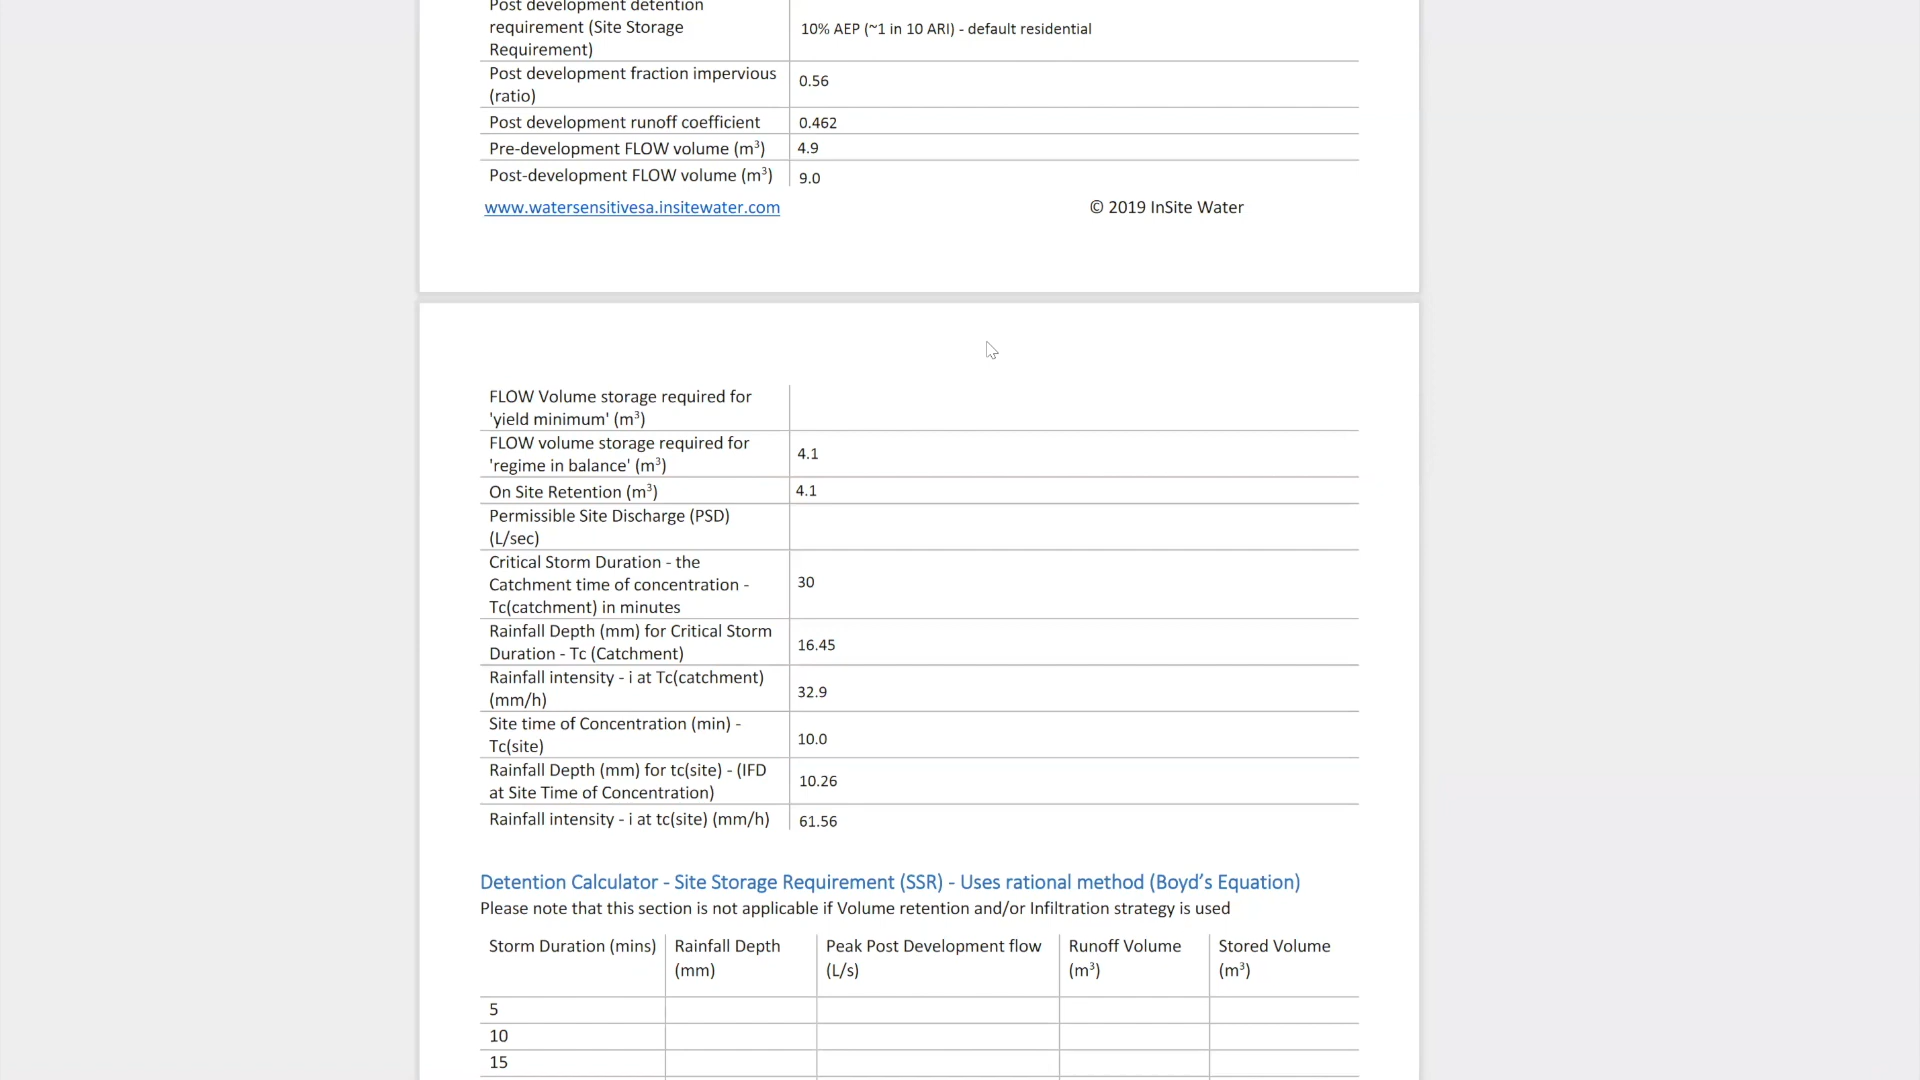 Post development detention
requirement (Site Storage
Requirement)
10% AEP (~1 in 10 ARI) - default residential
Post development fraction impervious
(ratio)
0.56
Post development runoff coefficient
0.462
Pre-development FLOW volume (m³)
4.9
Post-development FLOW volume (m³)
9.0
www.watersensitivesa.insitewater.com
© 2019 InSite Water
FLOW Volume storage required for
'yield minimum' (m³)
FLOW volume storage required for
'regime in balance' (m³)
4.1
On Site Retention (m³)
4.1
Permissible Site Discharge (PSD)
(L/sec)
Critical Storm Duration - the
Catchment time of concentration -
Tc(catchment) in minutes
30
Rainfall Depth (mm) for Critical Storm
Duration - Tc (Catchment)
16.45
Rainfall intensity - i at Tc(catchment)
(mm/h)
32.9
Site time of Concentration (min) -
Tc(site)
10.0
Rainfall Depth (mm) for tc(site) - (IFD
at Site Time of Concentration)
10.26
Rainfall intensity - i at tc(site) (mm/h)
61.56
Detention Calculator - Site Storage Requirement (SSR) - Uses rational method (Boyd's Equation)
Please note that this section is not applicable if Volume retention and/or Infiltration strategy is used
Storm Duration (mins)
Rainfall Depth
(mm)
Peak Post Development flow
(L/s)
Runoff Volume
(m³)
Stored Volume
(m³)
5
10
15